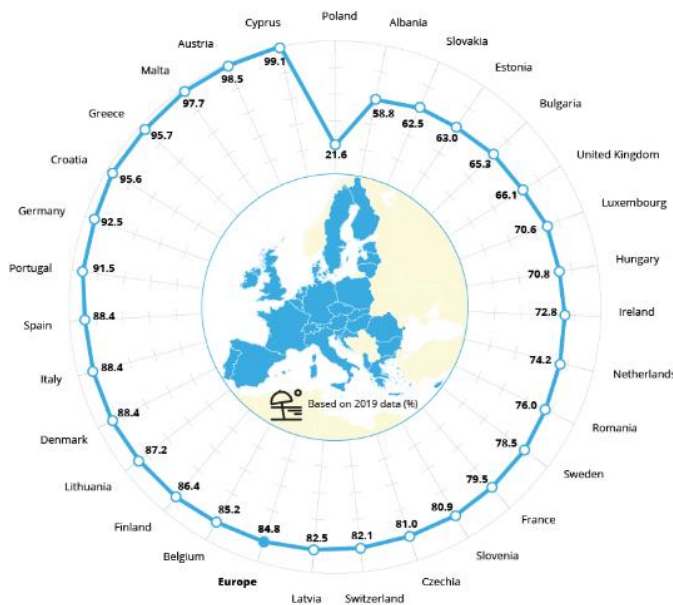 Poland
21.6
Albania
58.8
Slovakia
62.5
Estonia
63.0
Bulgaria
65.3
United Kingdom
66.1
Luxembourg
70.6
Hungary
70.8
Ireland
72.8
Netherlands
74.2
Romania
76.0
Sweden
78.5
France
79.5
Slovenia
80.9
Czechia
81.0
Switzerland
82.1
Latvia
82.5
Europe
84.8
Belgium
85.2
Finland
86.4
Lithuania
87.2
Denmark
88.4
Italy
88.4
Spain
88.4
Portugal
91.5
Germany
92.5
Croatia
95.6
Greece
95.7
Malta
97.7
Austria
98.5
Cyprus
99.1
Based on 2019 data (%)